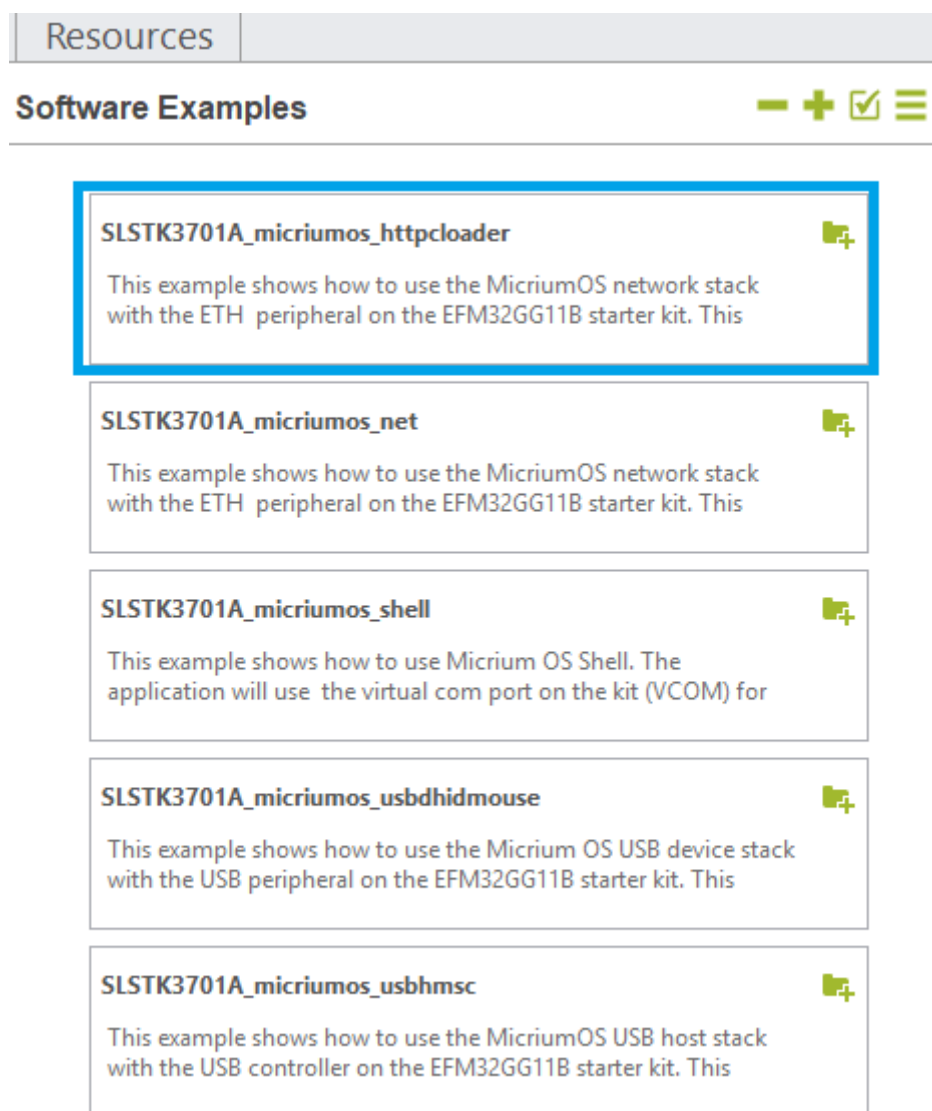 Resources
Software Examples
SLSTK3701A_micriumos_httpcloader
This example shows how to use the MicriumOS network stack
with the ETH peripheral on the EFM32GG11B starter kit. This
SLSTK3701A_micriumos_net
This example shows how to use the MicriumOS network stack
with the ETH peripheral on the EFM32GG11B starter kit. This
SLSTK3701A_micriumos_shell
This example shows how to use Micrium OS Shell. The
application will use the virtual com port on the kit (VCOM) for
SLSTK3701A_micriumos_usbdhidmouse
This example shows how to use the Micrium OS USB device stack
with the USB peripheral on the EFM32GG11B starter kit. This
SLSTK3701A_micriumos_usbhmsc
This example shows how to use the MicriumOS USB host stack
with the USB controller on the EFM32GG11B starter kit. This